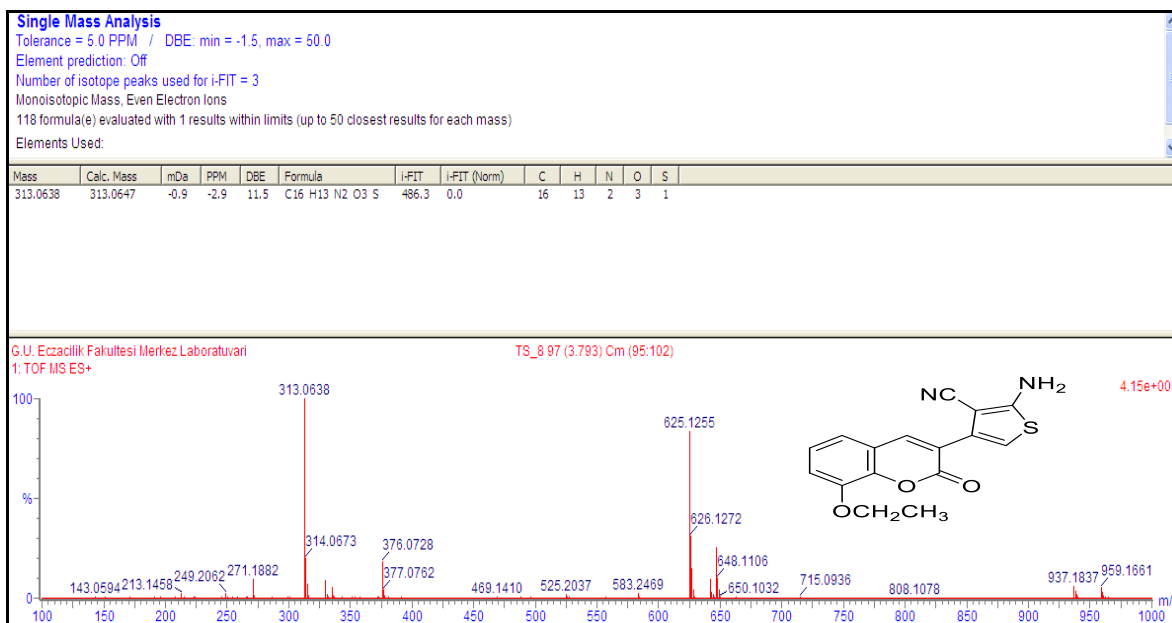 Single Mass Analysis
Tolerance = 5.0 PPM / DBE: min = -1.5, max = 50.0
Element prediction: Off
Number of isotope peaks used for i-FIT = 3
Monoisotopic Mass, Even Electron Ions
118 formula(e) evaluated with 1 results within limits (up to 50 closest results for each mass)
Elements Used:
Mass Calc. Mass mDa PPM DBE Formula i-FIT i-FIT (Norm) C H N O S
313.0638 313.0647 -0.9 -2.9 11.5 C16 H13 N2 O3 S 486.3 0.0 16 13 2 3 1
G.U. Eczacilik Fakultesi Merkez Laboratuvari TS_8 97 (3.793) Cm (95:102)
1: TOF MS ES+
4.15e+00
100
%
0
313.0638
625.1255
626.1272
314.0673
376.0728
377.0762
648.1106
143.0594
213.1458
249.2062
271.1882
469.1410
525.2037
583.2469
650.1032
715.0936
808.1078
937.1837
959.1661
NC
NH2
S
O
O
OCH2CH3
100 150 200 250 300 350 400 450 500 550 600 650 700 750 800 850 900 950 1000
m/